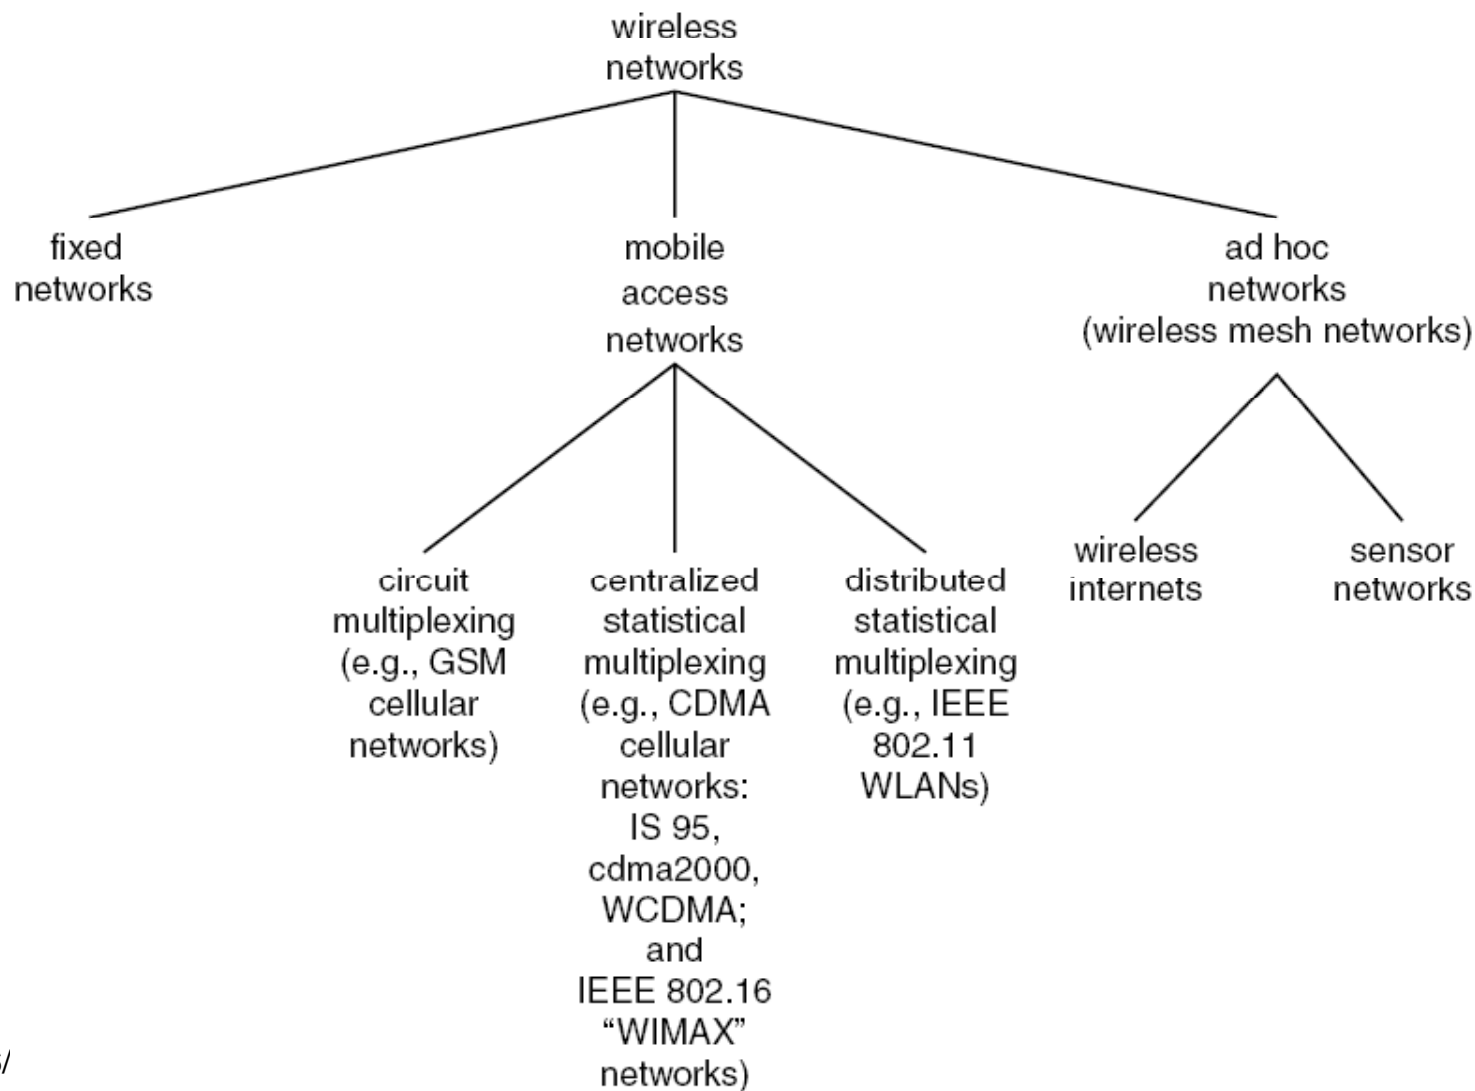 wireless
networks
fixed
networks
mobile
access
networks
ad hoc
networks
(wireless mesh networks)
circuit
multiplexing
(e.g., GSM
cellular
networks)
centralized
statistical
multiplexing
(e.g., CDMA
cellular
networks:
IS 95,
cdma2000,
WCDMA;
and
IEEE 802.16
“WIMAX”
networks)
distributed
statistical
multiplexing
(e.g., IEEE
802.11
WLANs)
wireless
internets
sensor
networks